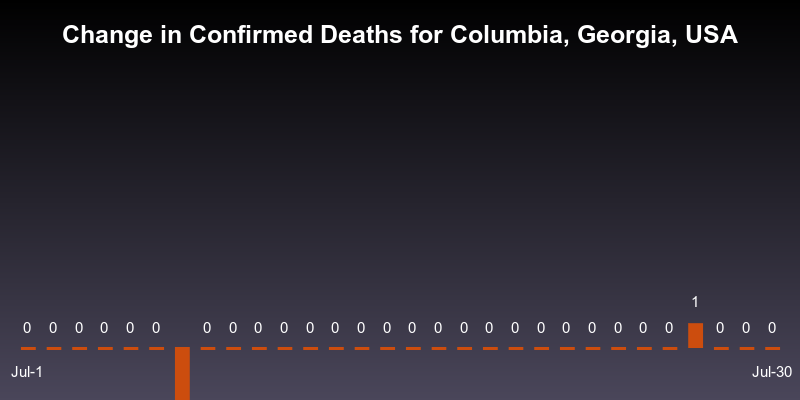 Change in Confirmed Deaths for Columbia, Georgia, USA
1
0 0 0 0 0 0 0 0 0 0 0 0 0 0 0 0 0 0 0 0 0 0 0 0 0 0 0 0
Jul-1 Jul-30